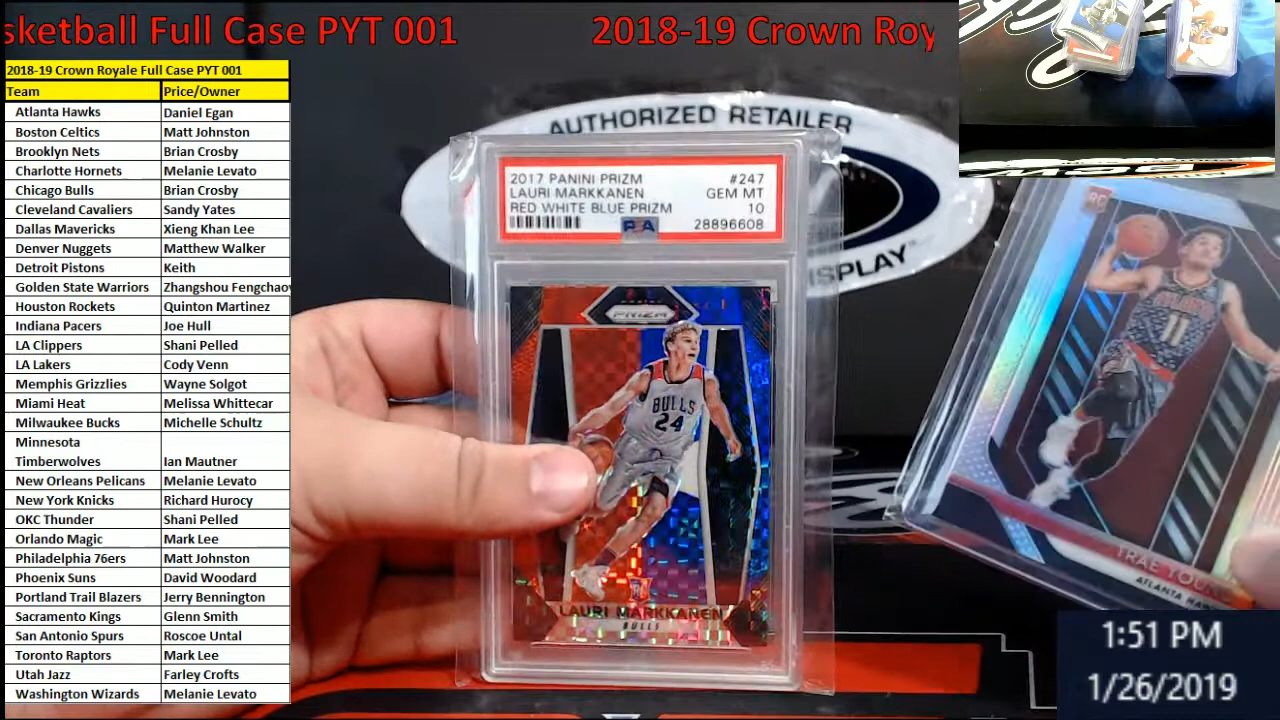 sketball Full Case PYT 001
2018-19 Crown Roy
2018-19 Crown Royale Full Case PYT 001
Team Price/Owner
Atlanta Hawks Daniel Egan
Boston Celtics Matt Johnston
Brooklyn Nets Brian Crosby
Charlotte Hornets Melanie Levato
Chicago Bulls Brian Crosby
Cleveland Cavaliers Sandy Yates
Dallas Mavericks Xieng Khan Lee
Denver Nuggets Matthew Walker
Detroit Pistons Keith
Golden State Warriors Zhangshou Fengchaov
Houston Rockets Quinton Martinez
Indiana Pacers Joe Hull
LA Clippers Shani Pelled
LA Lakers Cody Venn
Memphis Grizzlies Wayne Solgot
Miami Heat Melissa Whittecar
Milwaukee Bucks Michelle Schultz
Minnesota
Timberwolves Ian Mautner
New Orleans Pelicans Melanie Levato
New York Knicks Richard Hurocy
OKC Thunder Shani Pelled
Orlando Magic Mark Lee
Philadelphia 76ers Matt Johnston
Phoenix Suns David Woodard
Portland Trail Blazers Jerry Bennington
Sacramento Kings Glenn Smith
San Antonio Spurs Roscoe Untal
Toronto Raptors Mark Lee
Utah Jazz Farley Crofts
Washington Wizards Melanie Levato
AUTHORIZED RETAILER
DISPLAY
2017 PANINI PRIZM #247
LAURI MARKKANEN GEM MT
RED WHITE BLUE PRIZM 10
PSA 28896608
PRIZM
BULLS
24
RC
LAURI MARKKANEN
BULLS
RC
ATLANTA
11
TRAE YOUNG
ATLANTA HAW
1:51 PM
1/26/2019